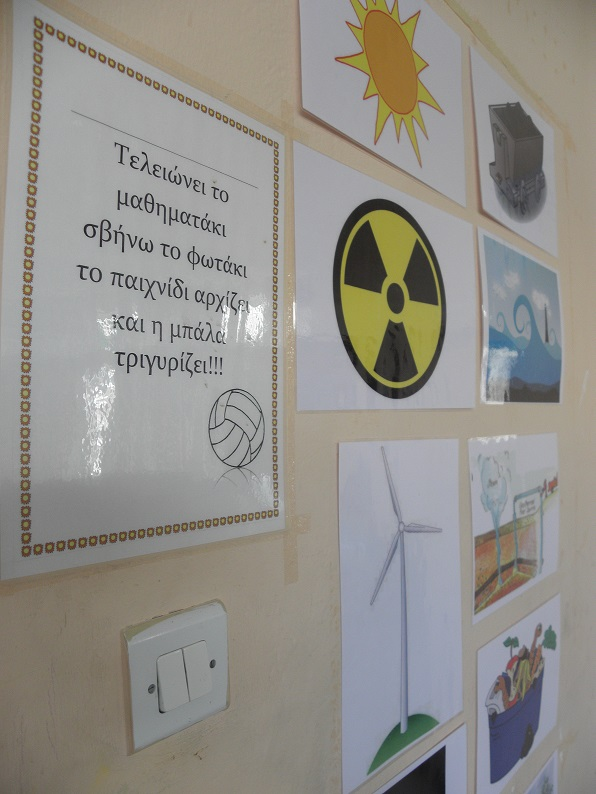 Τελειώνει το
μαθηματάκι
σβήνω το φωτάκι
το παιχνίδι αρχίζει
και η μπάλα
τριγυρίζει!!!